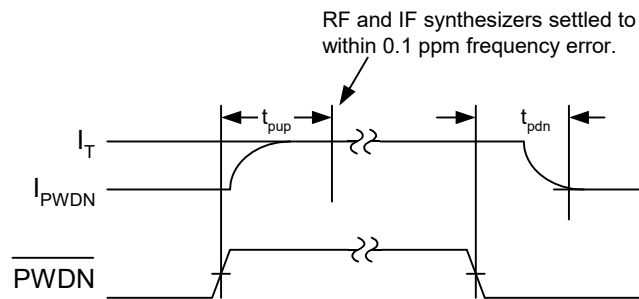 RF and IF synthesizers settled to
within 0.1 ppm frequency error.
tpup
tpdn
IT
IPWDN
PWDN